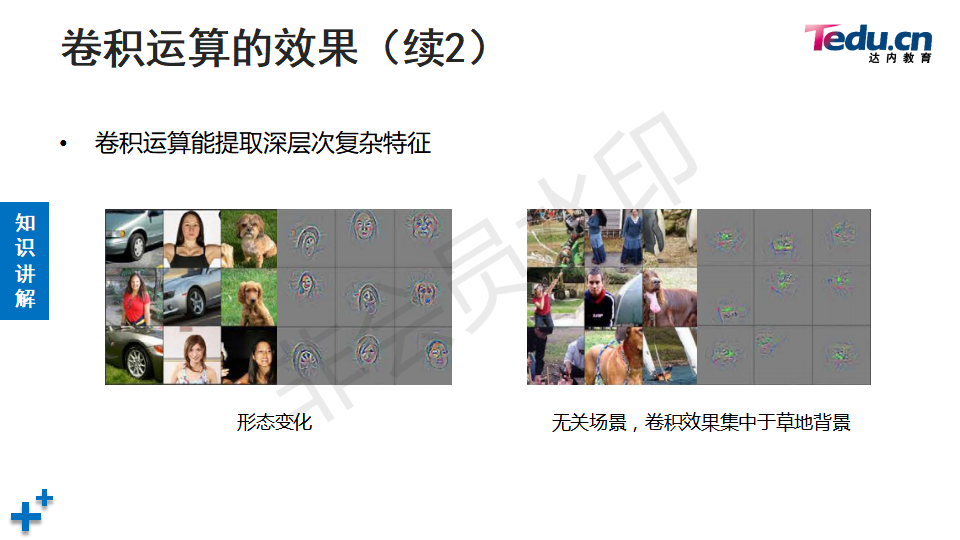 卷积运算的效果（续2）
Tedu.cn
达内教育
• 卷积运算能提取深层次复杂特征
知识讲解
非会员水印
形态变化
无关场景，卷积效果集中于草地背景